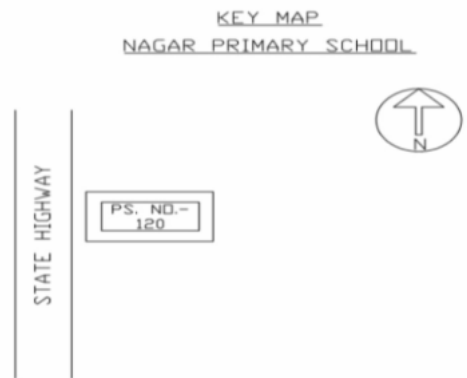 KEY MAP
NAGAR PRIMARY SCHOOL
N
STATE HIGHWAY
PS. NO.-
120